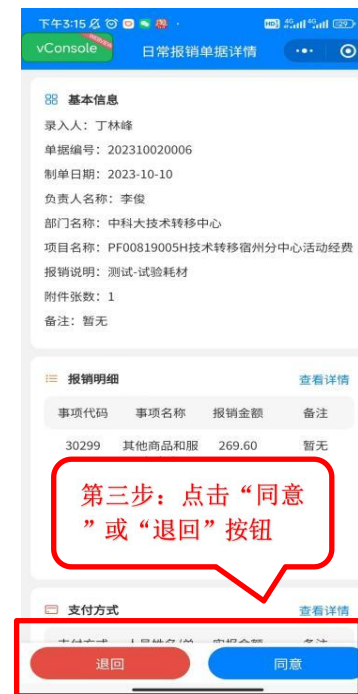 下午3:15
vConsole
日常报销单据详情
基本信息
录入人：丁林峰
单据编号：202310020006
制单日期：2023-10-10
负责人名称：李俊
部门名称：中科大技术转移中心
项目名称：PF00819005H技术转移宿州分中心活动经费
报销说明：测试-试验耗材
附件张数：1
备注：暂无
报销明细 查看详情
事项代码 事项名称 报销金额 备注
30299 其他商品和服 269.60 暂无
第三步：点击“同意
”或“退回”按钮
支付方式 查看详情
退回 同意